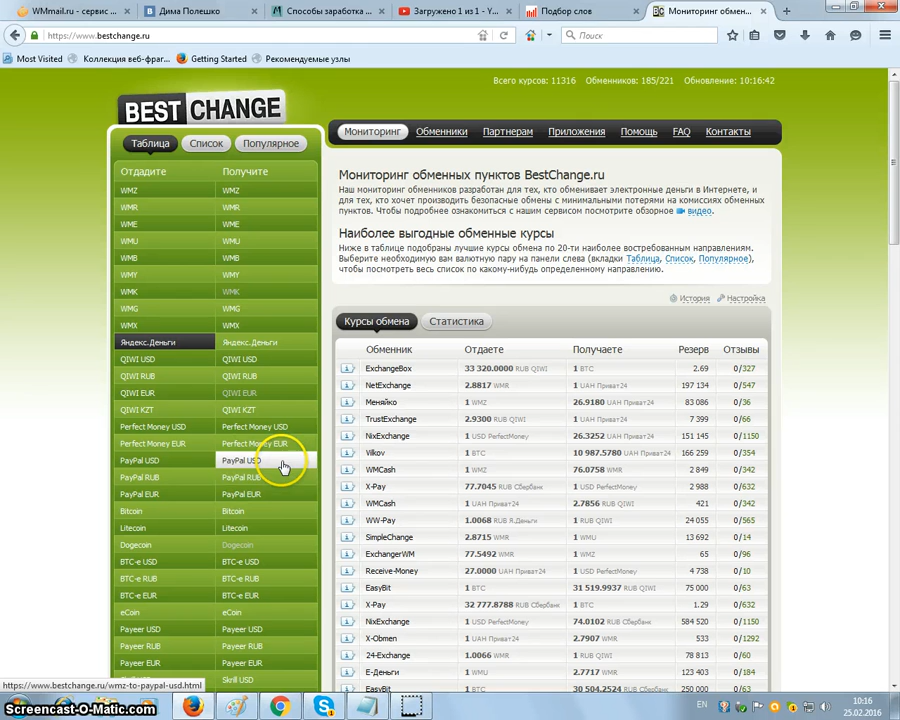 WMmail.ru - сервис ...
Дима Полешко
Способы заработка ...
Загружено 1 из 1 - Y...
Подбор слов
Мониторинг обмен...
https://www.bestchange.ru
Поиск
Most Visited
Коллекция веб-фраг...
Getting Started
Рекомендуемые узлы
Всего курсов: 11316 Обменников: 185/221 Обновление: 10:16:42
BEST CHANGE
Мониторинг Обменники Партнерам Приложения Помощь FAQ Контакты
Таблица Список Популярное
Отдадите Получите
WMZ WMZ
WMR WMR
WME WME
WMU WMU
WMB WMB
WMY WMY
WMK WMK
WMG WMG
WMX WMX
Яндекс.Деньги Яндекс.Деньги
QIWI USD QIWI USD
QIWI RUB QIWI RUB
QIWI EUR QIWI EUR
QIWI KZT QIWI KZT
Perfect Money USD Perfect Money USD
Perfect Money EUR Perfect Money EUR
PayPal USD PayPal USD
PayPal RUB PayPal RUB
PayPal EUR PayPal EUR
Bitcoin Bitcoin
Litecoin Litecoin
Dogecoin Dogecoin
BTC-e USD BTC-e USD
BTC-e RUB BTC-e RUB
BTC-e EUR BTC-e EUR
eCoin eCoin
Payeer USD Payeer USD
Payeer RUB Payeer RUB
Payeer EUR Payeer EUR
Skrill USD
Мониторинг обменных пунктов BestChange.ru
Наш мониторинг обменников разработан для тех, кто обменивает электронные деньги в Интернете, и
для тех, кто хочет производить безопасные обмены с минимальными потерями на комиссиях обменных
пунктов. Чтобы подробнее ознакомиться с нашим сервисом посмотрите обзорное видео.
Наиболее выгодные обменные курсы
Ниже в таблице подобраны лучшие курсы обмена по 20-ти наиболее востребованным направлениям.
Выберите необходимую вам валютную пару на панели слева (вкладки Таблица, Список, Популярное),
чтобы посмотреть весь список по какому-нибудь определенному направлению.
История Настройка
Курсы обмена Статистика
Обменник Отдаете Получаете Резерв Отзывы
ExchangeBox 33 320.0000 RUB QIWI 1 BTC 2.69 0/327
NetExchange 2.8817 WMR 1 UAH Приват24 197 134 0/547
Меняйко 1 WMZ 26.9180 UAH Приват24 83 086 0/36
TrustExchange 2.9300 RUB QIWI 1 UAH Приват24 7 399 0/66
NixExchange 1 USD PerfectMoney 26.3252 UAH Приват24 151 145 0/1150
Vilkov 1 BTC 10 987.5780 UAH Приват24 166 259 0/354
WMCash 1 USD PerfectMoney 76.0758 WMR 2 849 0/342
X-Pay 77.7045 RUB Сбербанк 1 USD PerfectMoney 2 988 0/632
WMCash 1 UAH Приват24 2.7856 RUB QIWI 421 0/342
WW-Pay 1.0068 RUB Я.Деньги 1 RUB QIWI 24 055 0/565
SimpleChange 2.8715 WMR 1 WMU 13 692 0/14
ExchangerWM 77.5492 WMR 1 WMZ 65 0/96
Receive-Money 27.0000 UAH Приват24 1 USD PerfectMoney 4 738 0/10
EasyBit 1 BTC 31 519.9937 RUB QIWI 75 000 0/63
X-Pay 32 777.8788 RUB Сбербанк 1 BTC 1.29 0/632
NixExchange 1 USD PerfectMoney 74.0102 RUB Сбербанк 584 520 0/1150
X-Obmen 1 UAH Приват24 2.7907 WMR 533 0/1292
24-Exchange 1.0066 WMR 1 RUB QIWI 78 813 0/60
Е-Деньги 1 WMU 2.7717 WMR 123 403 0/184
EasyBit 1 BTC 30 504.2524 RUB Сбербанк
https://www.bestchange.ru/wmz-to-paypal-usd.html
Screencast-O-Matic.com
EN
10:16
25.02.2016